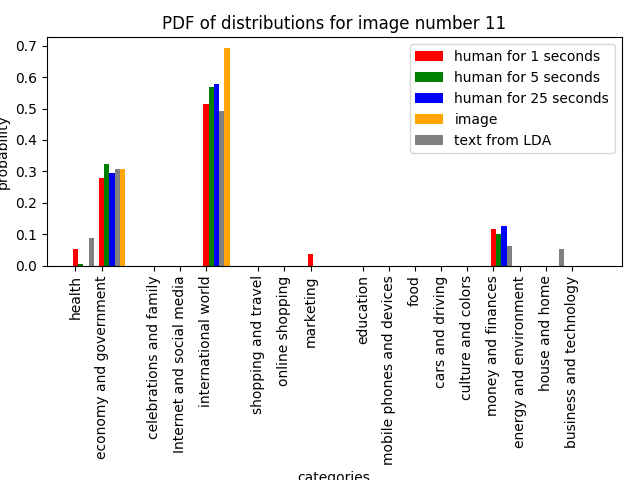 PDF of distributions for image number 11
probability
0.7
0.6
0.5
0.4
0.3
0.2
0.1
0.0
human for 1 seconds
human for 5 seconds
human for 25 seconds
image
text from LDA
health
economy and government
celebrations and family
Internet and social media
international world
shopping and travel
online shopping
marketing
education
mobile phones and devices
food
cars and driving
culture and colors
money and finances
energy and environment
house and home
business and technology
categories